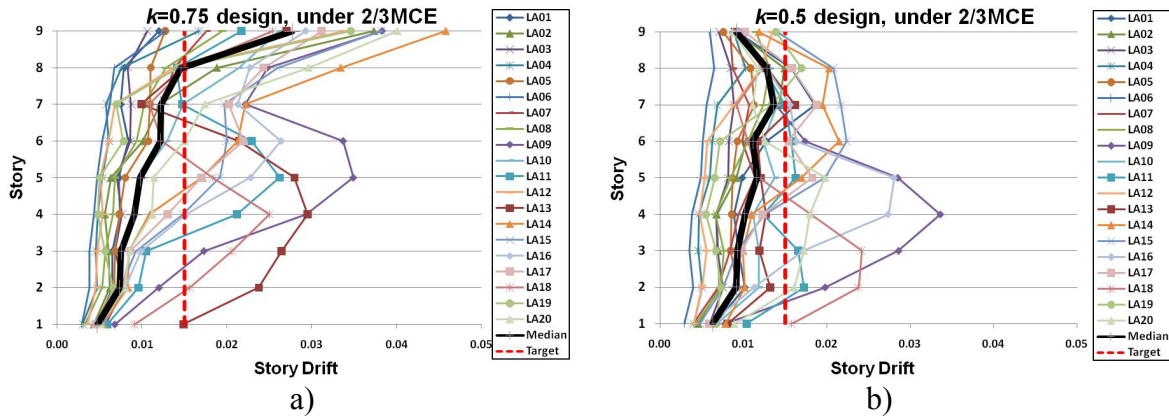 k=0.75 design, under 2/3MCE
9
8
7
6
5
4
3
2
1
Story
0.00 0.01 0.02 0.03 0.04 0.05
Story Drift
LA01
LA02
LA03
LA04
LA05
LA06
LA07
LA08
LA09
LA10
LA11
LA12
LA13
LA14
LA15
LA16
LA17
LA18
LA19
LA20
Median
Target
a)
k=0.5 design, under 2/3MCE
9
8
7
6
5
4
3
2
1
Story
0.00 0.01 0.02 0.03 0.04 0.05
Story Drift
LA01
LA02
LA03
LA04
LA05
LA06
LA07
LA08
LA09
LA10
LA11
LA12
LA13
LA14
LA15
LA16
LA17
LA18
LA19
LA20
Median
Target
b)